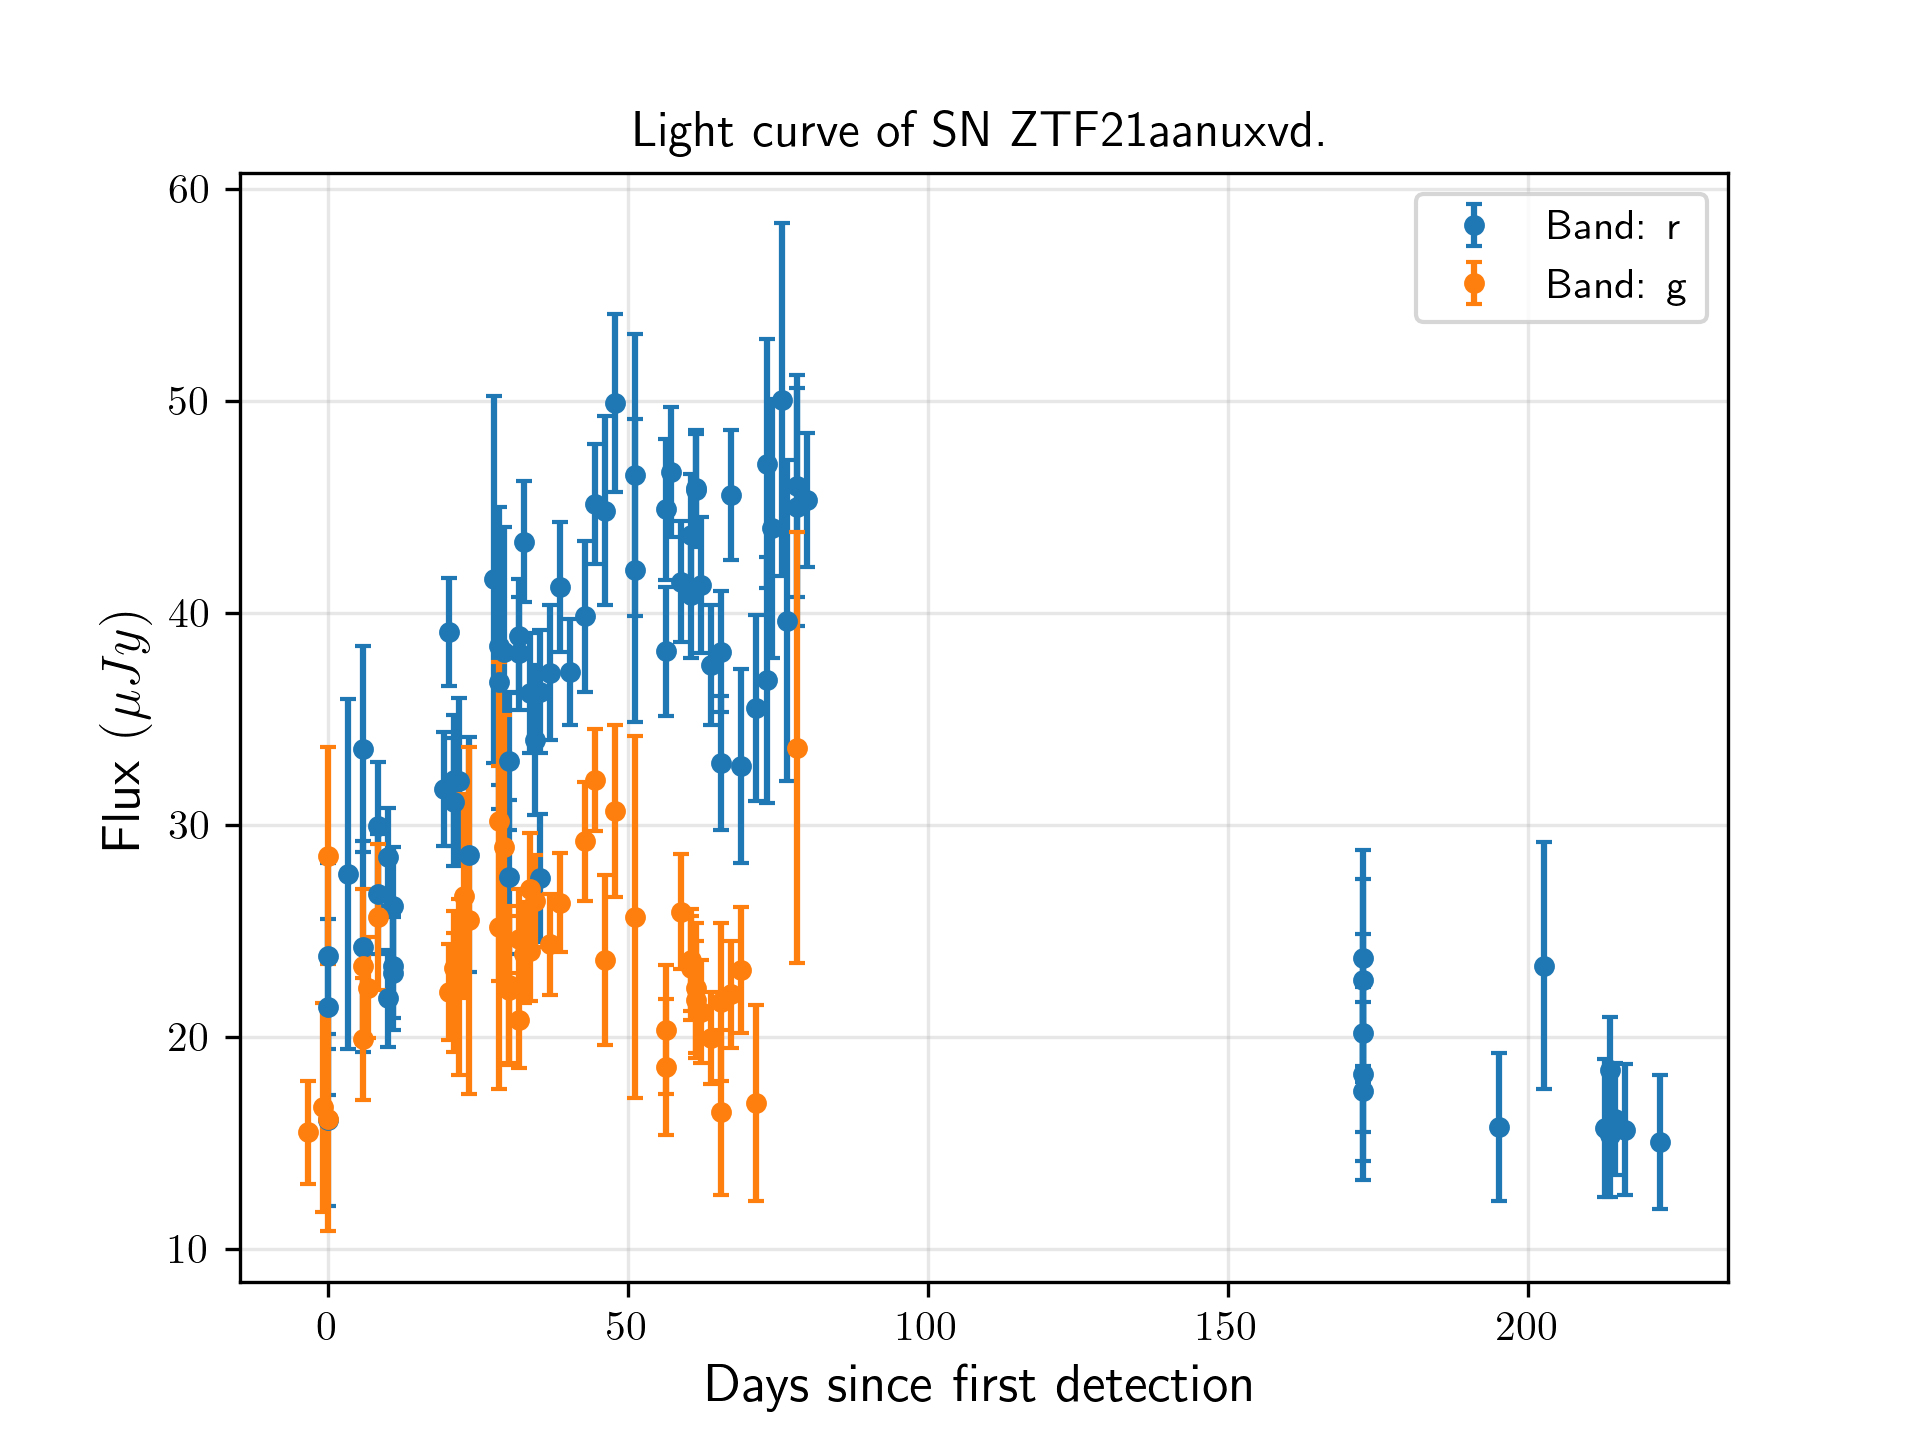 Light curve of SN ZTF21aanuxvd.
60
50
40
30
20
10
Flux (μJy)
Band: r
Band: g
0 50 100 150 200
Days since first detection